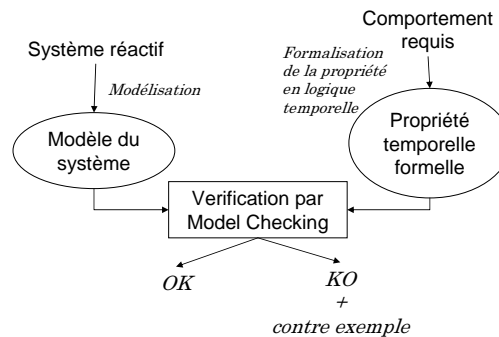 Système réactif
Modélisation
Modèle du
système
Comportement
requis
Formalisation
de la propriété
en logique
temporelle
Propriété
temporelle
formelle
Verification par
Model Checking
OK
KO
+
contre exemple